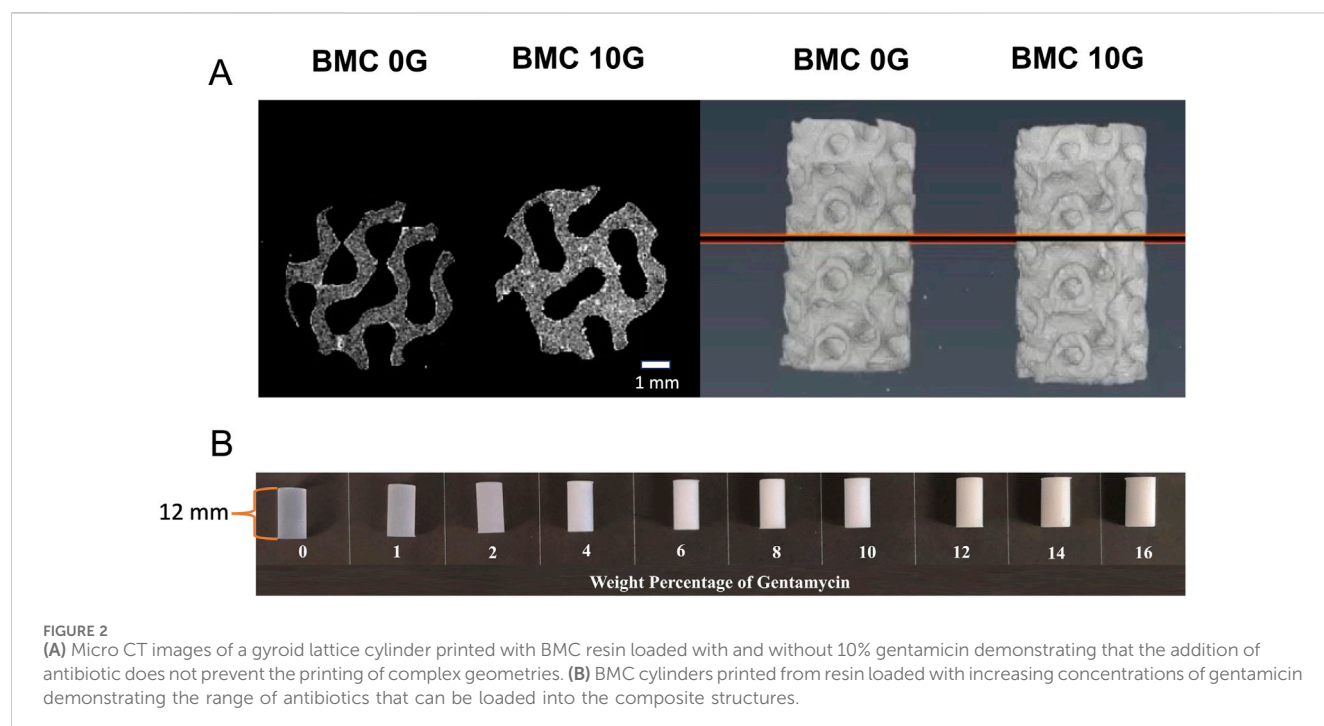 A
BMC 0G BMC 10G BMC 0G BMC 10G
1 mm
B
12 mm
0 1 2 4 6 8 10 12 14 16
Weight Percentage of Gentamycin
FIGURE 2
(A) Micro CT images of a gyroid lattice cylinder printed with BMC resin loaded with and without 10% gentamicin demonstrating that the addition of
antibiotic does not prevent the printing of complex geometries. (B) BMC cylinders printed from resin loaded with increasing concentrations of gentamicin
demonstrating the range of antibiotics that can be loaded into the composite structures.